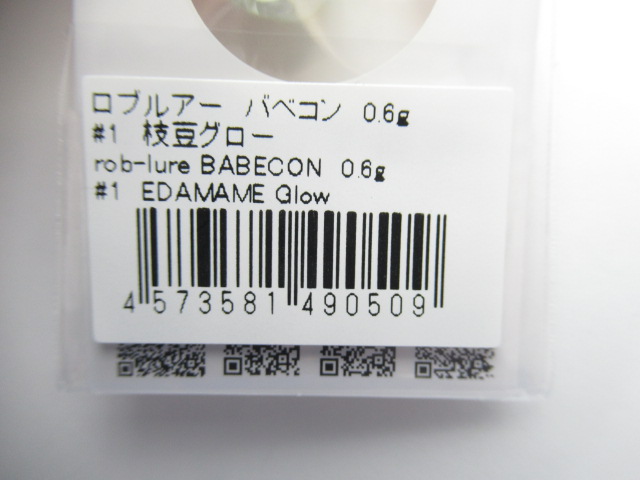 ロブルアー バベコン 0.6g
#1 枝豆グロー
rob-lure BABECON 0.6g
#1 EDAMAME Glow
4 573581 490509